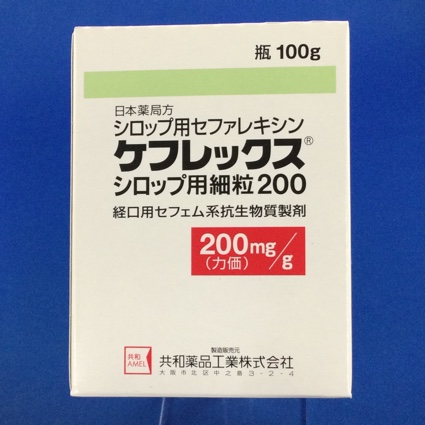 瓶 100g
日本薬局方
シロップ用セファレキシン
ケフレックス®
シロップ用細粒200
経口用セフェム系抗生物質製剤
200mg/g
(力価)
製造販売元
共和
AMEL
共和薬品工業株式会社
大阪市北区中之島3-2-4